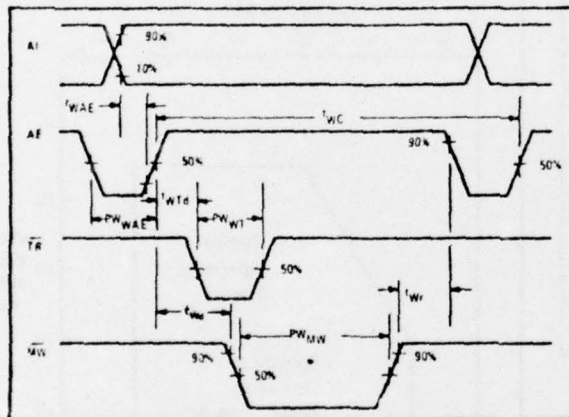 AI
90%
10%
tWAE
tWC
AE
90%
50%
50%
tWTd
PWWAE
PWWT
TR
50%
tWr
tWd
PWMW
MW
90%
50%
90%